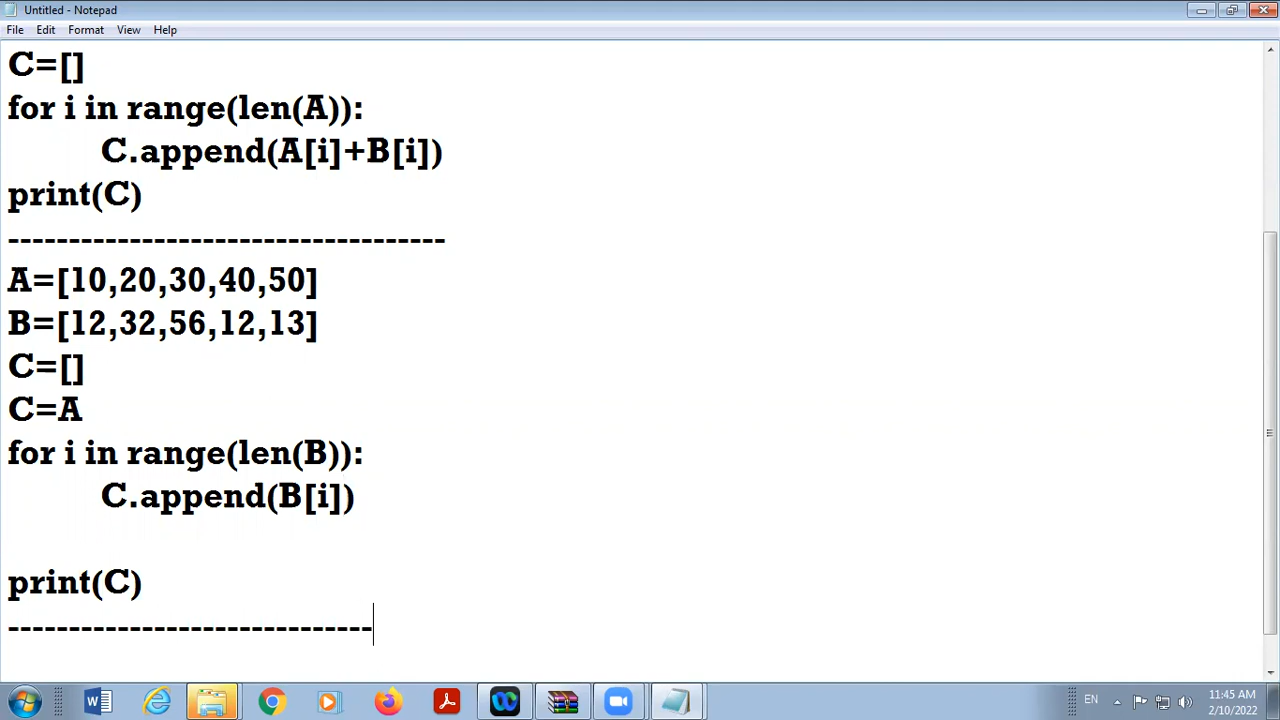 Untitled - Notepad
File Edit Format View Help
C=[]
for i in range(len(A)):
C.append(A[i]+B[i])
print(C)
------------------------------------
A=[10,20,30,40,50]
B=[12,32,56,12,13]
C=[]
C=A
for i in range(len(B)):
C.append(B[i])
print(C)
------------------------------
EN
11:45 AM
2/10/2022